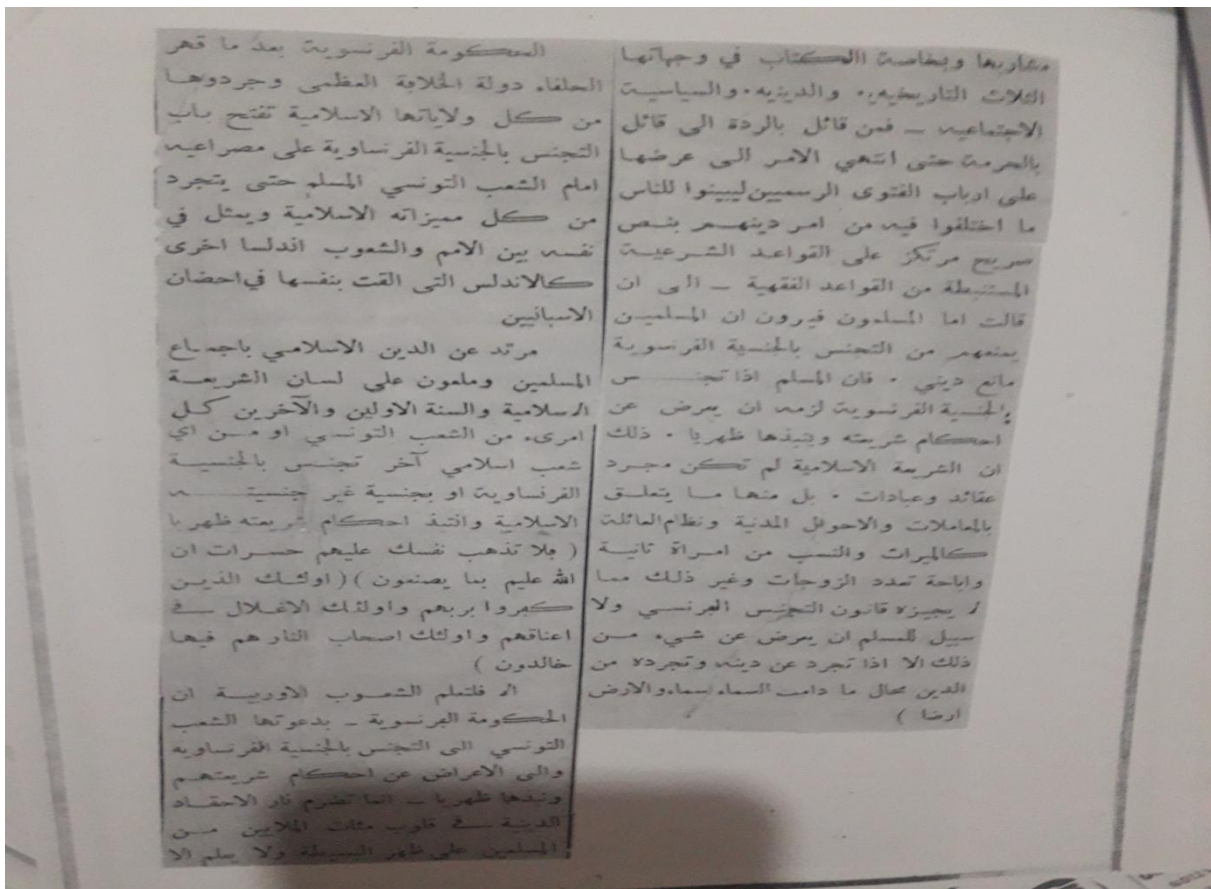 مشاربها وبخاصة الكتاب في وجهاتها
الثلاث التاريخيه، والدينيه، والسياسية
الاجتماعيه — فمن قائل بالردة الى قائل
بالحرمة حتى انتهي الامر الى عرضها
على ارباب الفتوى الرسميين ليبينوا للناس
ما اختلفوا فيه من امر دينهم بنص
صريح مرتكز على القواعد الشرعية
المستنبطة من القواعد الفقهية — الى ان
قالت اما المسلمون فيرون ان المسلمين
يمنعهم من التجنس بالجنسية الفرنسوية
مانع ديني . فان المسلم اذا تجنس
بالجنسية الفرنسوية لزمه ان يعرض عن
احكام شريعته وينبذها ظهريا . ذلك
ان الشريعة الاسلامية لم تكن مجرد
عقائد وعبادات . بل منها ما يتعلق
بالمعاملات والاحوال المدنية ونظام العائلة
كالميراث والنسب من امرأة ثانية
واباحة تعدد الزوجات وغير ذلك مما
لا يجيزه قانون التجنس الفرنسي ولا
سبيل للمسلم ان يعرض عن شيء من
ذلك الا اذا تجرد عن دينه وتجرده من
الدين محال ما دامت السماء سماء والارض
ارضا )
الحكومة الفرنسوية بعد ما قهر
الحلفاء دولة الخلافة العظمى وجردوها
من كل ولاياتها الاسلامية تفتح باب
التجنس بالجنسية الفرنساوية على مصراعيه
امام الشعب التونسي المسلم حتى يتجرد
من كل مميزاته الاسلامية ويمثل في
نفسه بين الامم والشعوب اندلسا اخرى
كالاندلس التى القت بنفسها في احضان
الاسبانيين
مرتد عن الدين الاسلامي باجماع
المسلمين وملعون على لسان الشريعة
الاسلامية والسنة الاولين والآخرين كل
امرىء من الشعب التونسي او من اي
شعب اسلامي آخر تجنس بالجنسية
الفرنساوية او بجنسية غير جنسيته
الاسلامية وانتبذ احكام شريعته ظهريا
( فلا تذهب نفسك عليهم حسرات ان
الله عليم بما يصنعون ) ( اولئك الذين
كفروا بربهم واولئك الاغلال في
اعناقهم واولئك اصحاب النار هم فيها
خالدون )
الا فلتعلم الشعوب الاوربية ان
الحكومة الفرنسوية — بدعوتها الشعب
التونسي الى التجنس بالجنسية الفرنساوية
والى الاعراض عن احكام شريعتهم
ونبذها ظهريا — انما تضرم نار الاحقاد
الدينية في قلوب مئات الملايين من
المسلمين على ظهر البسيطة ولا يعلم الا